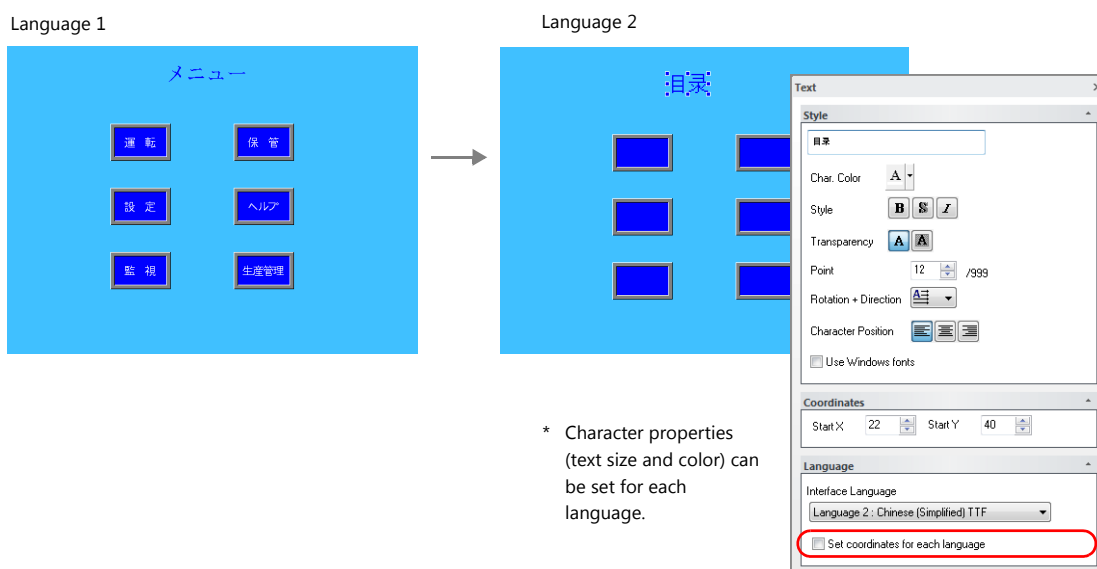 Language 1
Language 2
メニュー
運 転
保 管
設 定
ヘルプ
監 視
生産管理
目录
Text
Style
目录
Char. Color A
Style B S I
Transparency A A
Point 12 /999
Rotation + Direction A
Character Position
Use Windows fonts
Coordinates
Start X 22 Start Y 40
Language
Interface Language
Language 2 : Chinese (Simplified) TTF
Set coordinates for each language
* Character properties
(text size and color) can
be set for each
language.